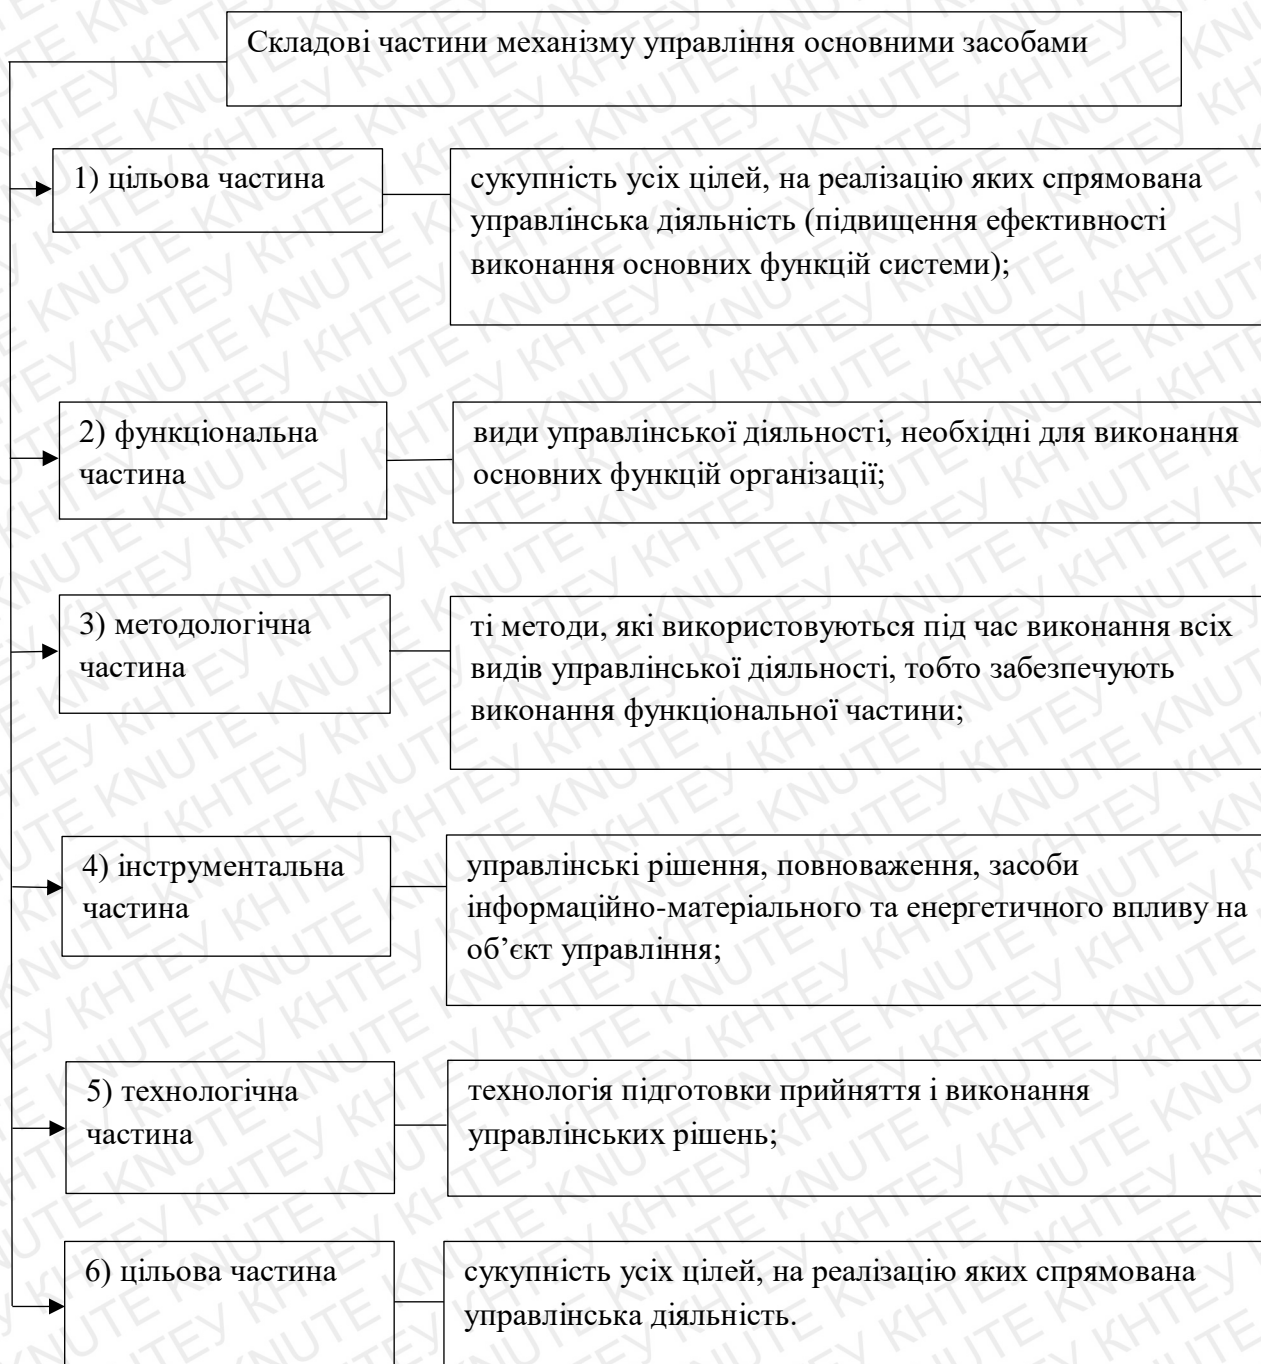 Складові частини механізму управління основними засобами
1) цільова частина
сукупність усіх цілей, на реалізацію яких спрямована
управлінська діяльність (підвищення ефективності
виконання основних функцій системи);
2) функціональна
частина
види управлінської діяльності, необхідні для виконання
основних функцій організації;
3) методологічна
частина
ті методи, які використовуються під час виконання всіх
видів управлінської діяльності, тобто забезпечують
виконання функціональної частини;
4) інструментальна
частина
управлінські рішення, повноваження, засоби
інформаційно-матеріального та енергетичного впливу на
об’єкт управління;
5) технологічна
частина
технологія підготовки прийняття і виконання
управлінських рішень;
6) цільова частина
сукупність усіх цілей, на реалізацію яких спрямована
управлінська діяльність.